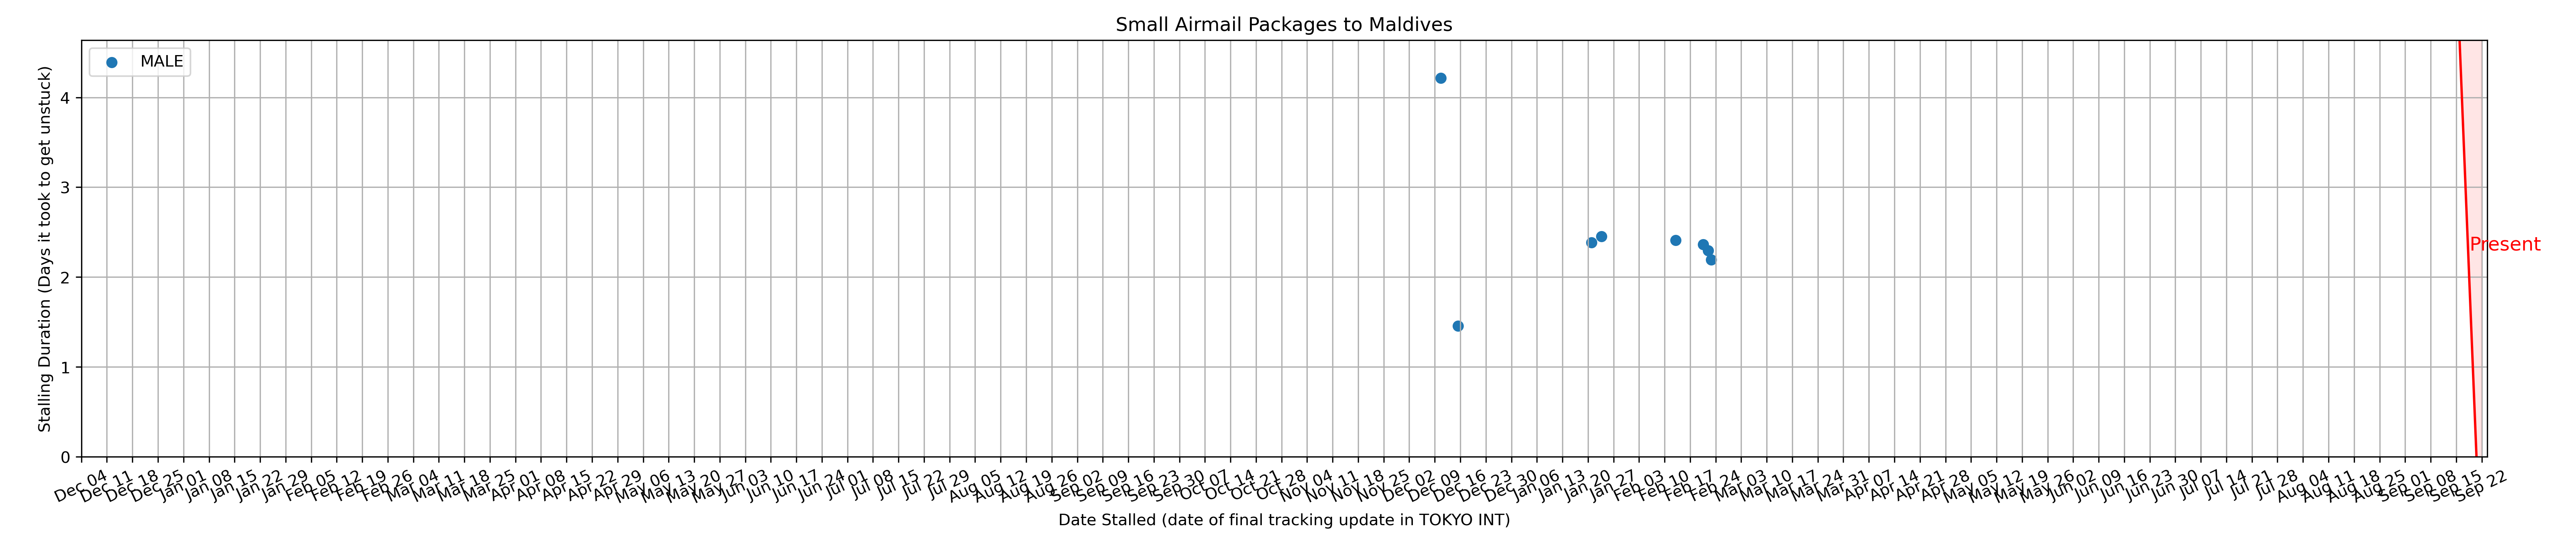 Small Airmail Packages to Maldives
MALE
Stalling Duration (Days it took to get unstuck)
4
3
2
1
0
Present
Dec 04 Dec 11 Dec 18 Dec 25 Jan 01 Jan 08 Jan 15 Jan 22 Jan 29 Feb 05 Feb 12 Feb 19 Feb 26 Mar 04 Mar 11 Mar 18 Mar 25 Apr 01 Apr 08 Apr 15 Apr 22 Apr 29 May 06 May 13 May 20 May 27 Jun 03 Jun 10 Jun 17 Jun 24 Jul 01 Jul 08 Jul 15 Jul 22 Jul 29 Aug 05 Aug 12 Aug 19 Aug 26 Sep 02 Sep 09 Sep 16 Sep 23 Sep 30 Oct 07 Oct 14 Oct 21 Oct 28 Nov 04 Nov 11 Nov 18 Nov 25 Dec 02 Dec 09 Dec 16 Dec 23 Dec 30 Jan 06 Jan 13 Jan 20 Jan 27 Feb 03 Feb 10 Feb 17 Feb 24 Mar 03 Mar 10 Mar 17 Mar 24 Mar 31 Apr 07 Apr 14 Apr 21 Apr 28 May 05 May 12 May 19 May 26 Jun 02 Jun 09 Jun 16 Jun 23 Jun 30 Jul 07 Jul 14 Jul 21 Jul 28 Aug 04 Aug 11 Aug 18 Aug 25 Sep 01 Sep 08 Sep 15 Sep 22
Date Stalled (date of final tracking update in TOKYO INT)